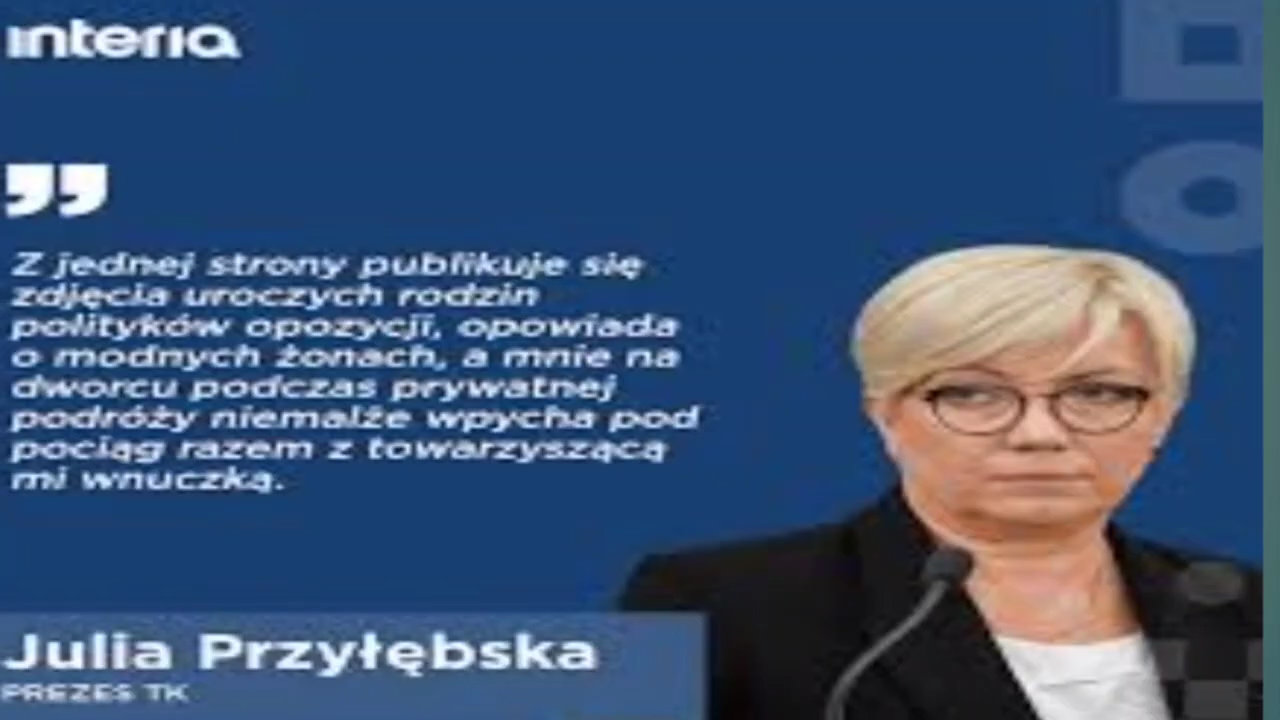 interia
”
Z jednej strony publikuje się
zdjęcia uroczych rodzin
polityków opozycji, opowiada
o modnych żonach, a mnie na
dworcu podczas prywatnej
podróży niemalże wpycha pod
pociąg razem z towarzyszącą
mi wnuczką.
Julia Przyłębska
PREZES TK